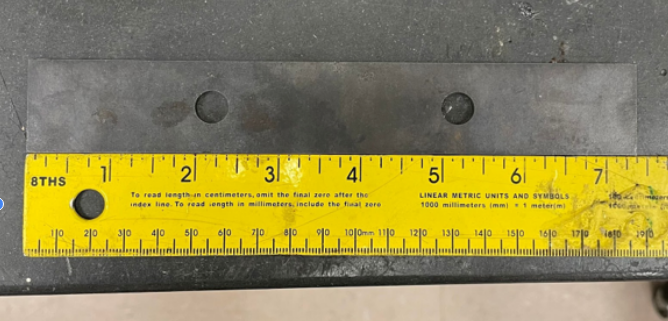 1 2 3 4 5 6 7
8THS
To read length in centimeters, omit the final zero after the
index line. To read length in millimeters, include the final zero
LINEAR METRIC UNITS AND SYMBOLS
1000 millimeters (mm) = 1 meter(m)
10 20 30 40 50 60 70 80 90 100mm 110 120 130 140 150 160 170 180 190